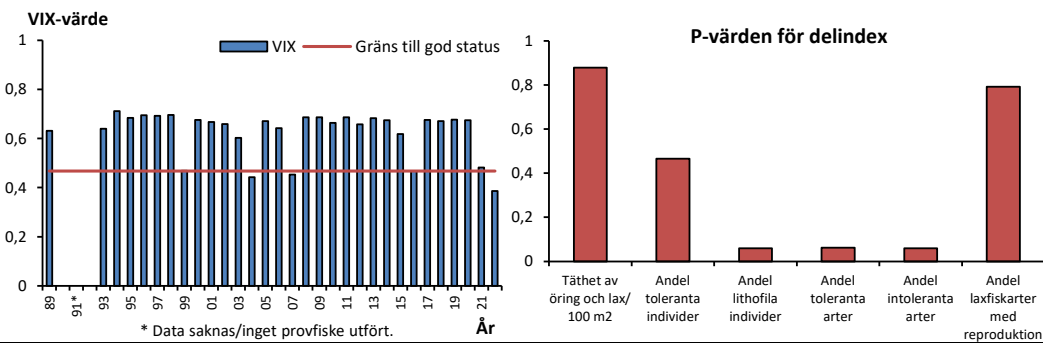 VIX-värde
1
0,8
0,6
0,4
0,2
0
VIX
Gräns till god status
89
91*
93
95
97
99
01
03
05
07
09
11
13
15
17
19
21
* Data saknas/inget provfiske utfört.
År
P-värden för delindex
1
0,8
0,6
0,4
0,2
0
Täthet av
öring och lax/
100 m2
Andel
toleranta
individer
Andel
lithofila
individer
Andel
toleranta
arter
Andel
intoleranta
arter
Andel
laxfiskarter
med
reproduktion